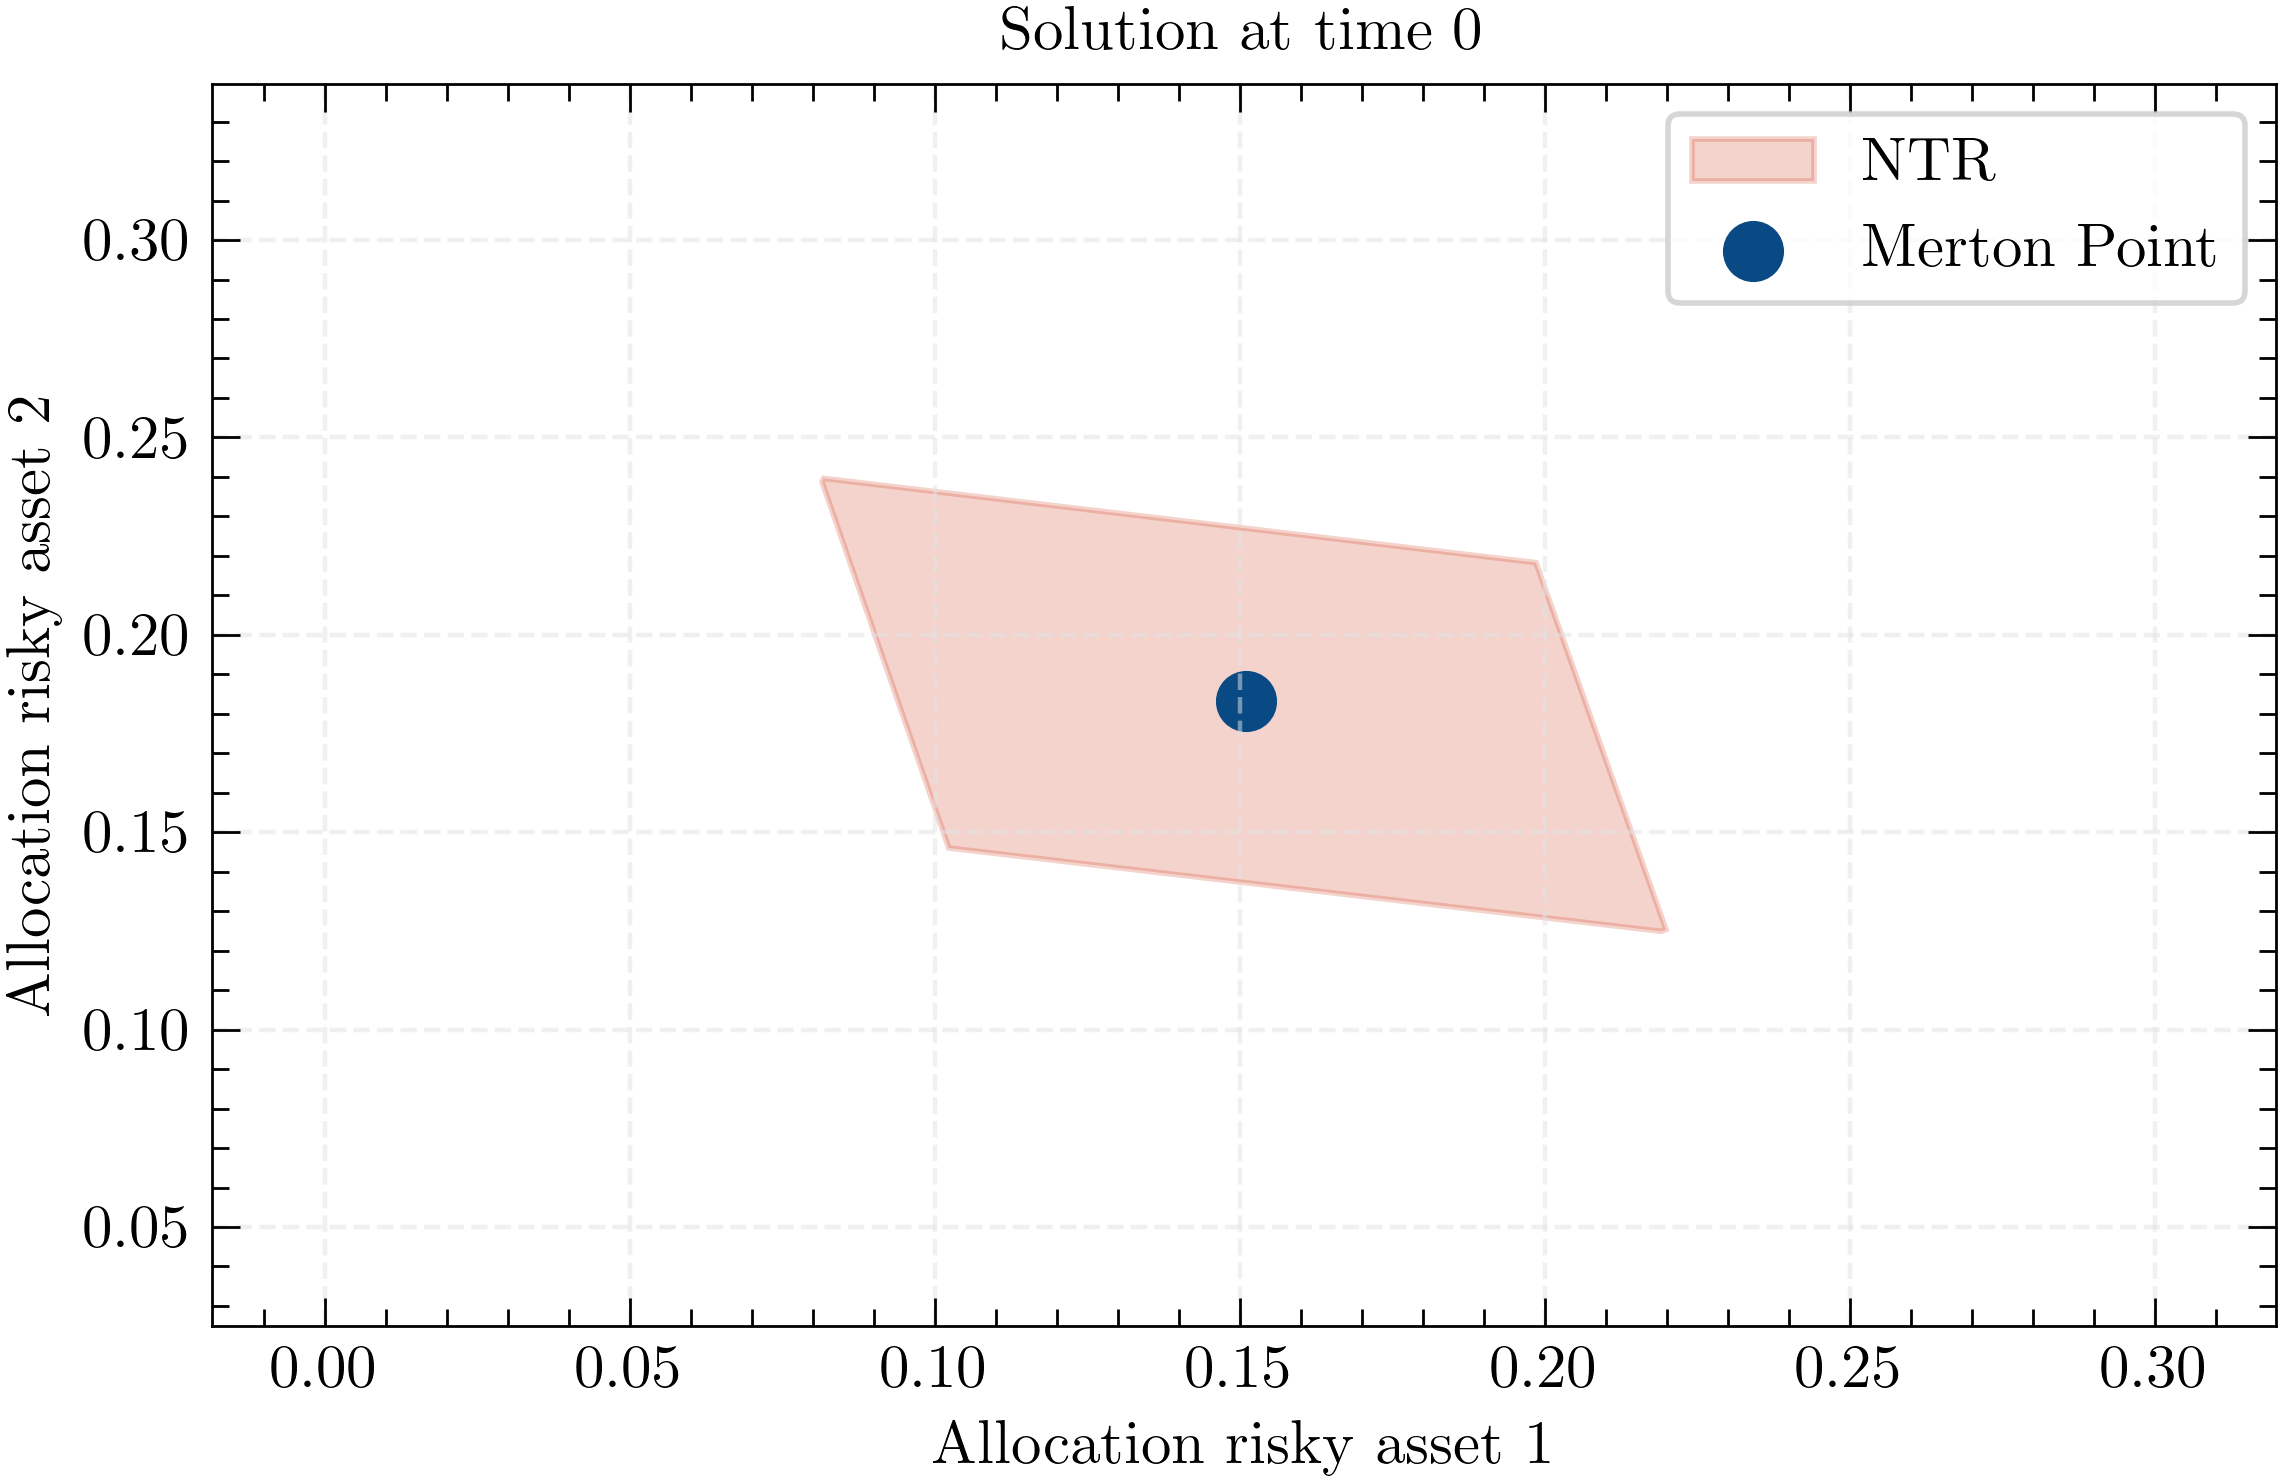 Solution at time 0
NTR
Merton Point
Allocation risky asset 2
0.30
0.25
0.20
0.15
0.10
0.05
0.00 0.05 0.10 0.15 0.20 0.25 0.30
Allocation risky asset 1